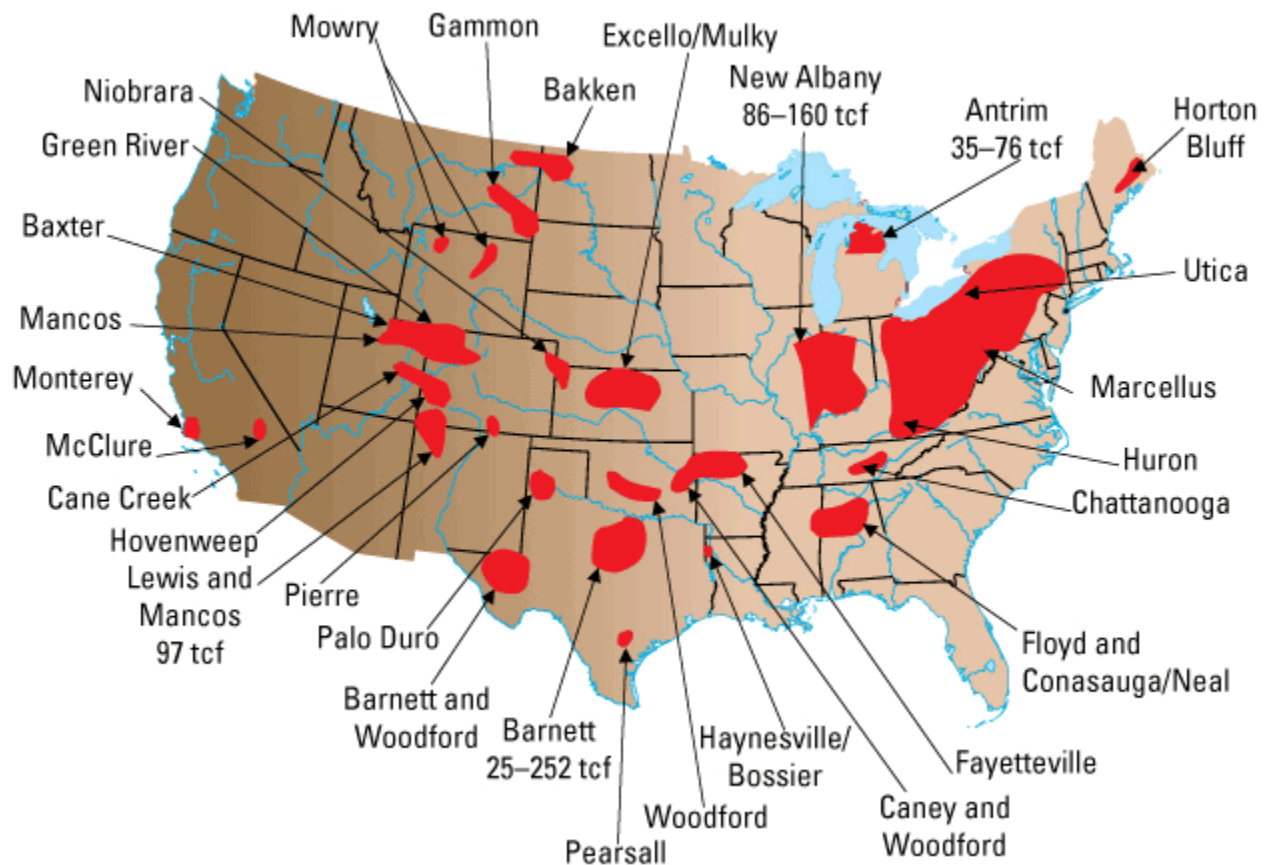 Mowry
Gammon
Excello/Mulky
Niobrara
Bakken
New Albany
86–160 tcf
Antrim
35–76 tcf
Horton
Bluff
Green River
Baxter
Utica
Mancos
Monterey
Marcellus
McClure
Huron
Cane Creek
Chattanooga
Hovenweep
Lewis and
Mancos
97 tcf
Pierre
Palo Duro
Floyd and
Conasauga/Neal
Barnett and
Woodford
Barnett
25–252 tcf
Haynesville/
Bossier
Fayetteville
Woodford
Caney and
Woodford
Pearsall